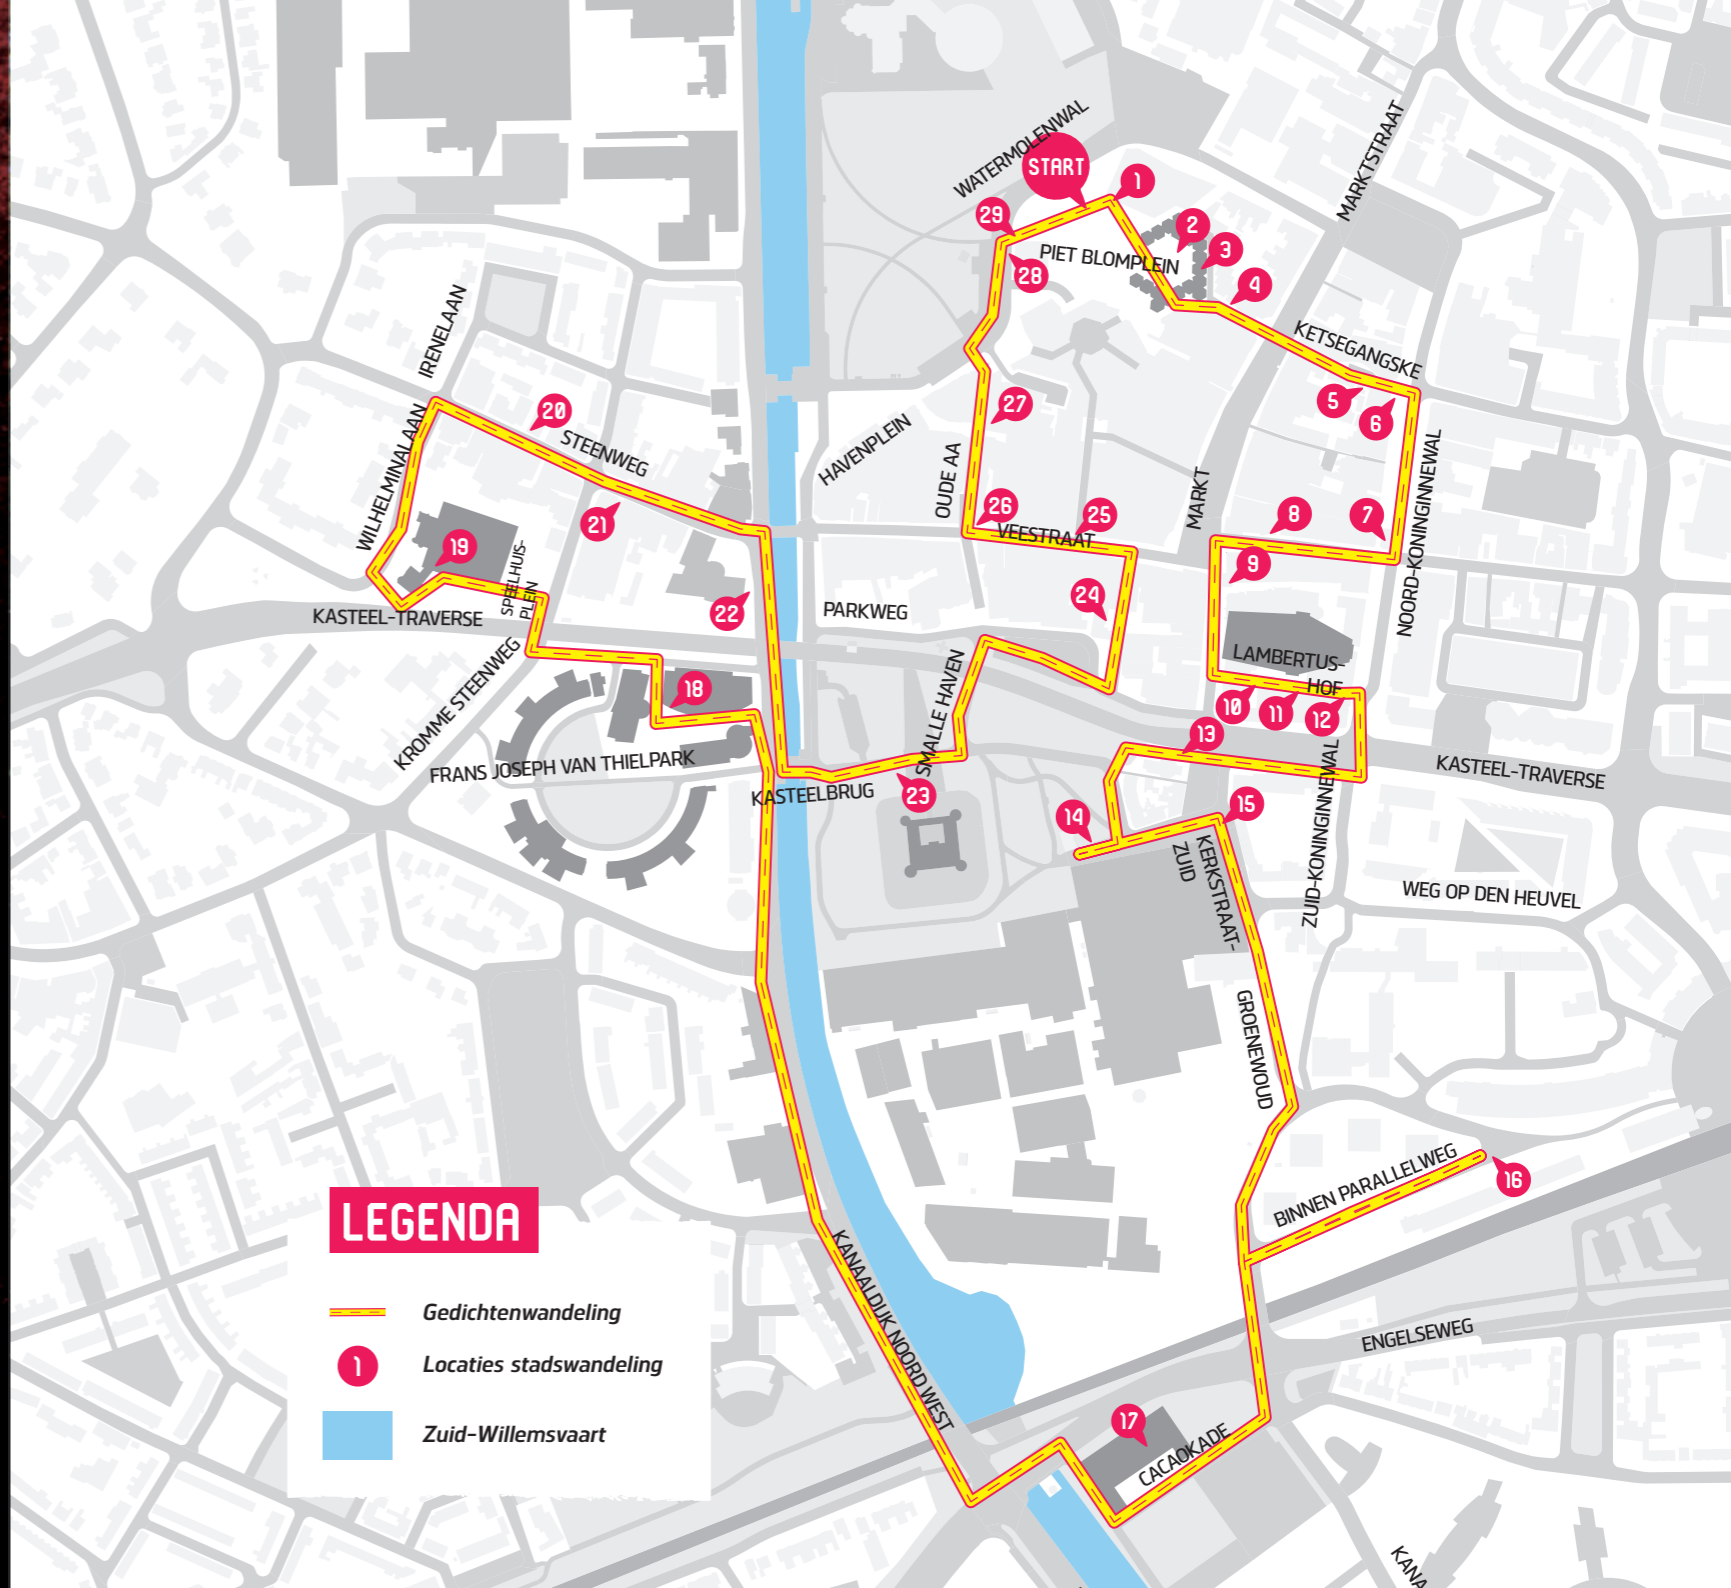 WATERMOLENWAL
START
1
2
3
4
29
28
PIET BLOMPLEIN
MARKTSTRAAT
KETSEGANGSKE
5
6
7
8
9
IRENELAAN
WILHELMINALAAN
20
STEENWEG
21
19
SPEELHUIS-
PLEIN
22
KASTEEL-TRAVERSE
KROMME STEENWEG
HAVENPLEIN
OUDE AA
27
26
25
VEESTRAAT
24
MARKT
NOORD-KONINGINNEWAL
PARKWEG
LAMBERTUS-
HOF
10
11
12
13
18
FRANS JOSEPH VAN THIELPARK
KASTEELBRUG
SMALLE HAVEN
23
14
15
KERKSTRAAT-
ZUID
ZUID-KONINGINNEWAL
KASTEEL-TRAVERSE
WEG OP DEN HEUVEL
GROENEWOUD
BINNEN PARALLELWEG
16
ENGELSEWEG
17
CACAOKADE
KANAALDIJK NOORD WEST
KANA
LEGENDA
Gedichtenwandeling
1
Locaties stadswandeling
Zuid-Willemsvaart